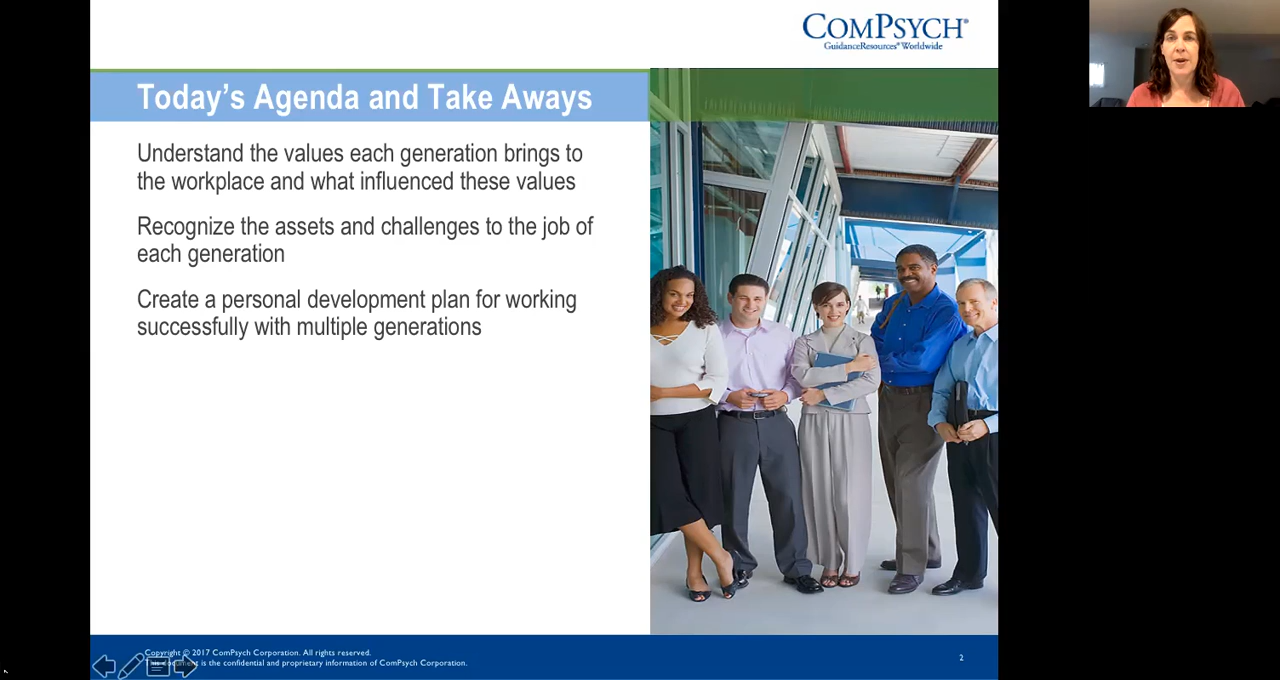 COMPSYCH®
GuidanceResources® Worldwide
Today's Agenda and Take Aways
Understand the values each generation brings to
the workplace and what influenced these values
Recognize the assets and challenges to the job of
each generation
Create a personal development plan for working
successfully with multiple generations
Copyright © 2017 ComPsych Corporation. All rights reserved.
This document is the confidential and proprietary information of ComPsych Corporation.
2